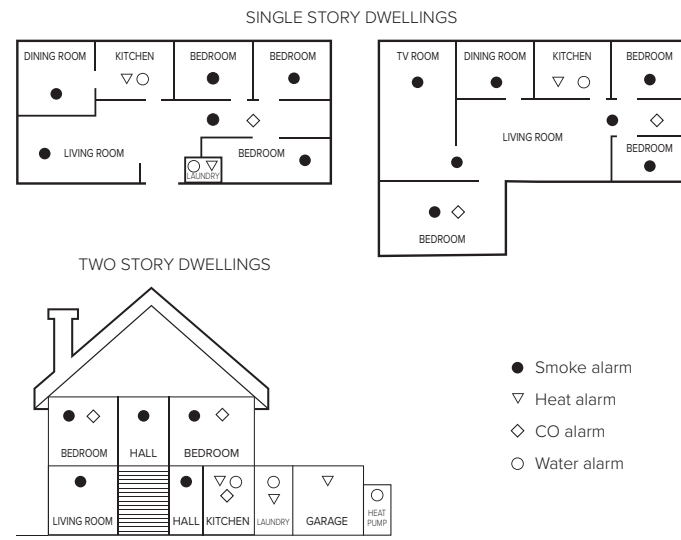 SINGLE STORY DWELLINGS
DINING ROOM
KITCHEN
BEDROOM
BEDROOM
LIVING ROOM
BEDROOM
LAUNDRY
TV ROOM
DINING ROOM
KITCHEN
BEDROOM
LIVING ROOM
BEDROOM
BEDROOM
TWO STORY DWELLINGS
BEDROOM
HALL
BEDROOM
LIVING ROOM
HALL
KITCHEN
LAUNDRY
GARAGE
HEAT
PUMP
Smoke alarm
Heat alarm
CO alarm
Water alarm